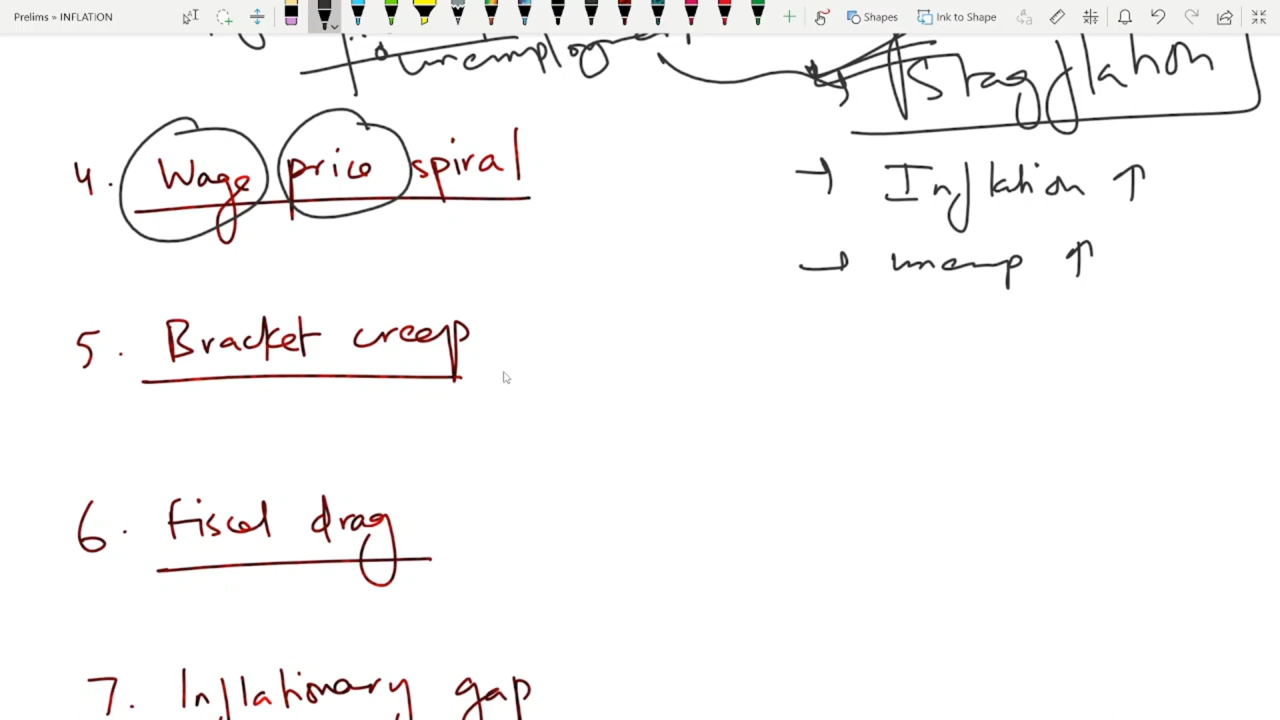 Prelims » INFLATION
Shapes
Ink to Shape
unemployment
Stagflation
4. Wage price spiral
→ Inflation ↑
→ unemp ↑
5. Bracket creep
6. Fiscal drag
7. Inflationary gap